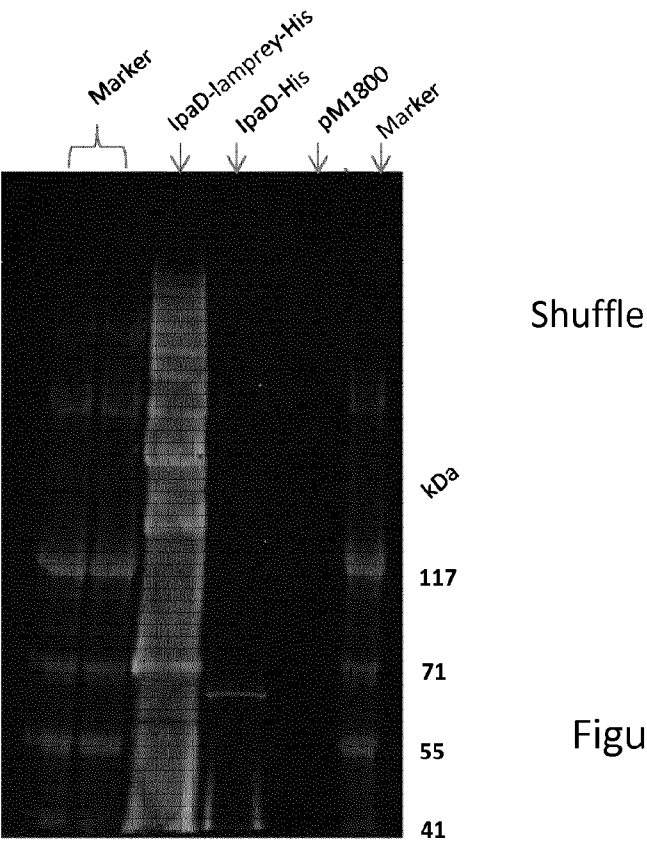 Marker
IpaD-lamprey-His
IpaD-His
pM1800
Marker
Shuffle
kDa
117
71
Figu
55
41